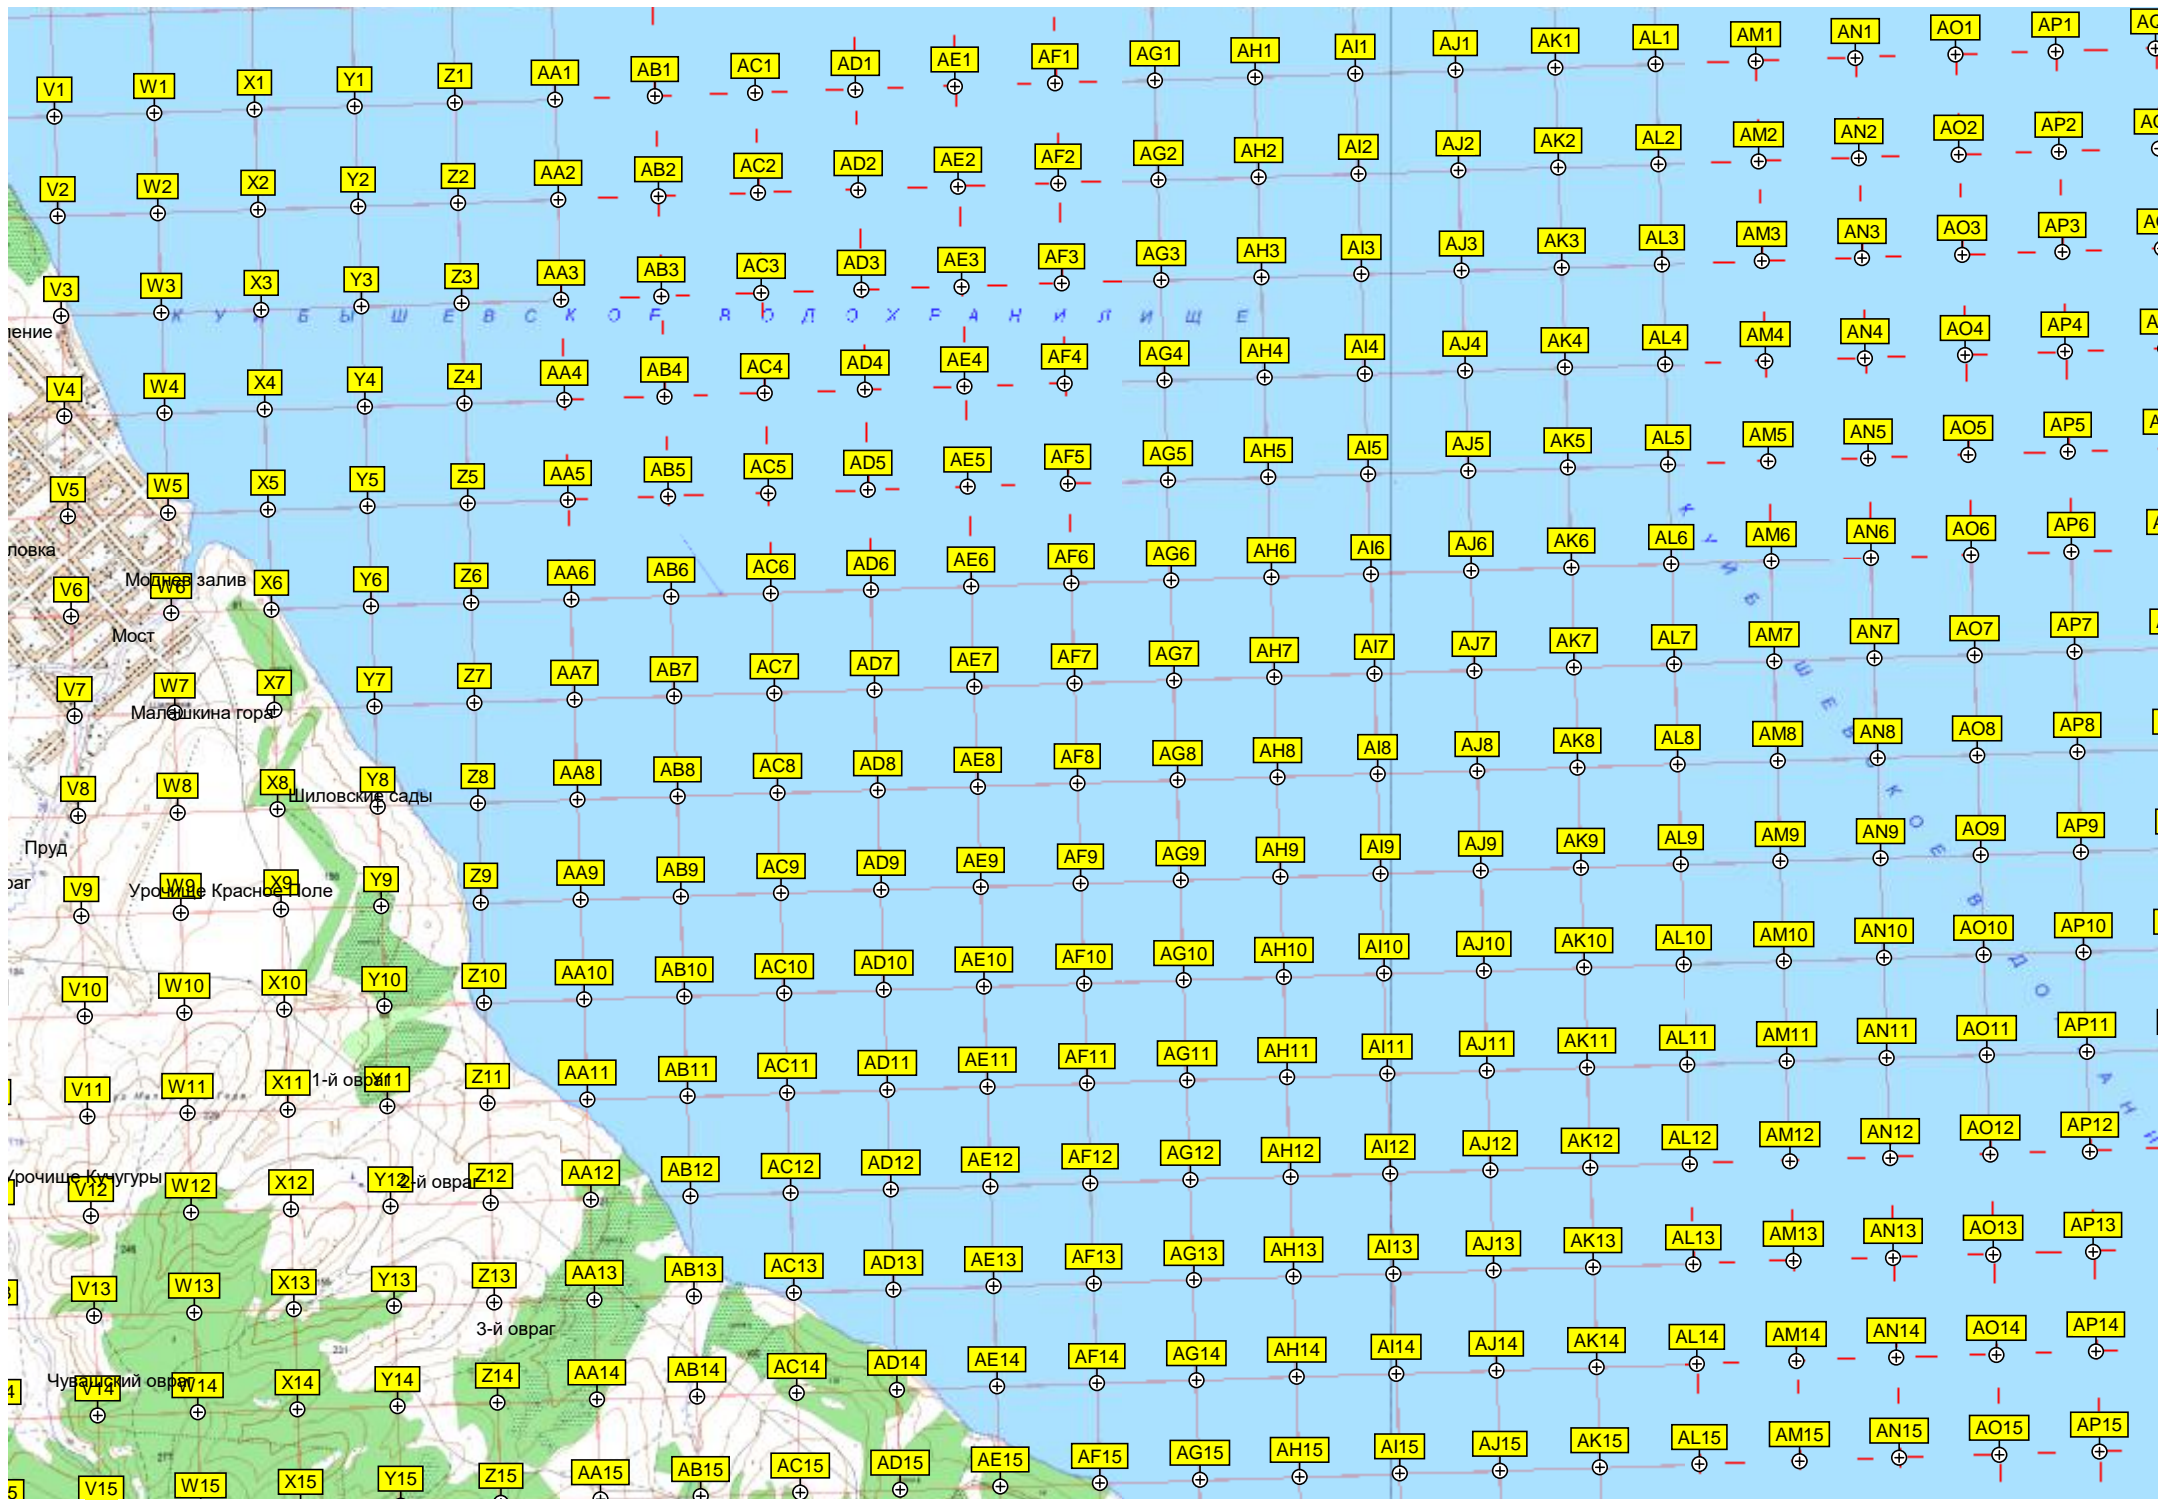 V1 W1 X1 Y1 Z1 AA1 AB1 AC1 AD1 AE1 AF1 AG1 AH1 AI1 AJ1 AK1 AL1 AM1 AN1 AO1 AP1
V2 W2 X2 Y2 Z2 AA2 AB2 AC2 AD2 AE2 AF2 AG2 AH2 AI2 AJ2 AK2 AL2 AM2 AN2 AO2 AP2
V3 W3 X3 Y3 Z3 AA3 AB3 AC3 AD3 AE3 AF3 AG3 AH3 AI3 AJ3 AK3 AL3 AM3 AN3 AO3 AP3
КУЙБЫШЕВСКОЕ ВОДОХРАНИЛИЩЕ
ление
V4 W4 X4 Y4 Z4 AA4 AB4 AC4 AD4 AE4 AF4 AG4 AH4 AI4 AJ4 AK4 AL4 AM4 AN4 AO4 AP4
V5 W5 X5 Y5 Z5 AA5 AB5 AC5 AD5 AE5 AF5 AG5 AH5 AI5 AJ5 AK5 AL5 AM5 AN5 AO5 AP5
КУЙБЫШЕВСКОЕ ВОДО
ловка
Моднев залив
V6 W6 X6 Y6 Z6 AA6 AB6 AC6 AD6 AE6 AF6 AG6 AH6 AI6 AJ6 AK6 AL6 AM6 AN6 AO6 AP6
Мост
V7 W7 X7 Y7 Z7 AA7 AB7 AC7 AD7 AE7 AF7 AG7 AH7 AI7 AJ7 AK7 AL7 AM7 AN7 AO7 AP7
Малашкина гора
V8 W8 X8 Y8 Z8 AA8 AB8 AC8 AD8 AE8 AF8 AG8 AH8 AI8 AJ8 AK8 AL8 AM8 AN8 AO8 AP8
Шиловские сады
Пруд
раг
V9 W9 X9 Y9 Z9 AA9 AB9 AC9 AD9 AE9 AF9 AG9 AH9 AI9 AJ9 AK9 AL9 AM9 AN9 AO9 AP9
Урочище Красное Поле
V10 W10 X10 Y10 Z10 AA10 AB10 AC10 AD10 AE10 AF10 AG10 AH10 AI10 AJ10 AK10 AL10 AM10 AN10 AO10 AP10
V11 W11 X11 Y11 Z11 AA11 AB11 AC11 AD11 AE11 AF11 AG11 AH11 AI11 AJ11 AK11 AL11 AM11 AN11 AO11 AP11
1-й овраг
АНИ
Урочище Кучугуры
V12 W12 X12 Y12 Z12 AA12 AB12 AC12 AD12 AE12 AF12 AG12 AH12 AI12 AJ12 AK12 AL12 AM12 AN12 AO12 AP12
2-й овраг
V13 W13 X13 Y13 Z13 AA13 AB13 AC13 AD13 AE13 AF13 AG13 AH13 AI13 AJ13 AK13 AL13 AM13 AN13 AO13 AP13
3-й овраг
Чувашский овраг
V14 W14 X14 Y14 Z14 AA14 AB14 AC14 AD14 AE14 AF14 AG14 AH14 AI14 AJ14 AK14 AL14 AM14 AN14 AO14 AP14
V15 W15 X15 Y15 Z15 AA15 AB15 AC15 AD15 AE15 AF15 AG15 AH15 AI15 AJ15 AK15 AL15 AM15 AN15 AO15 AP15